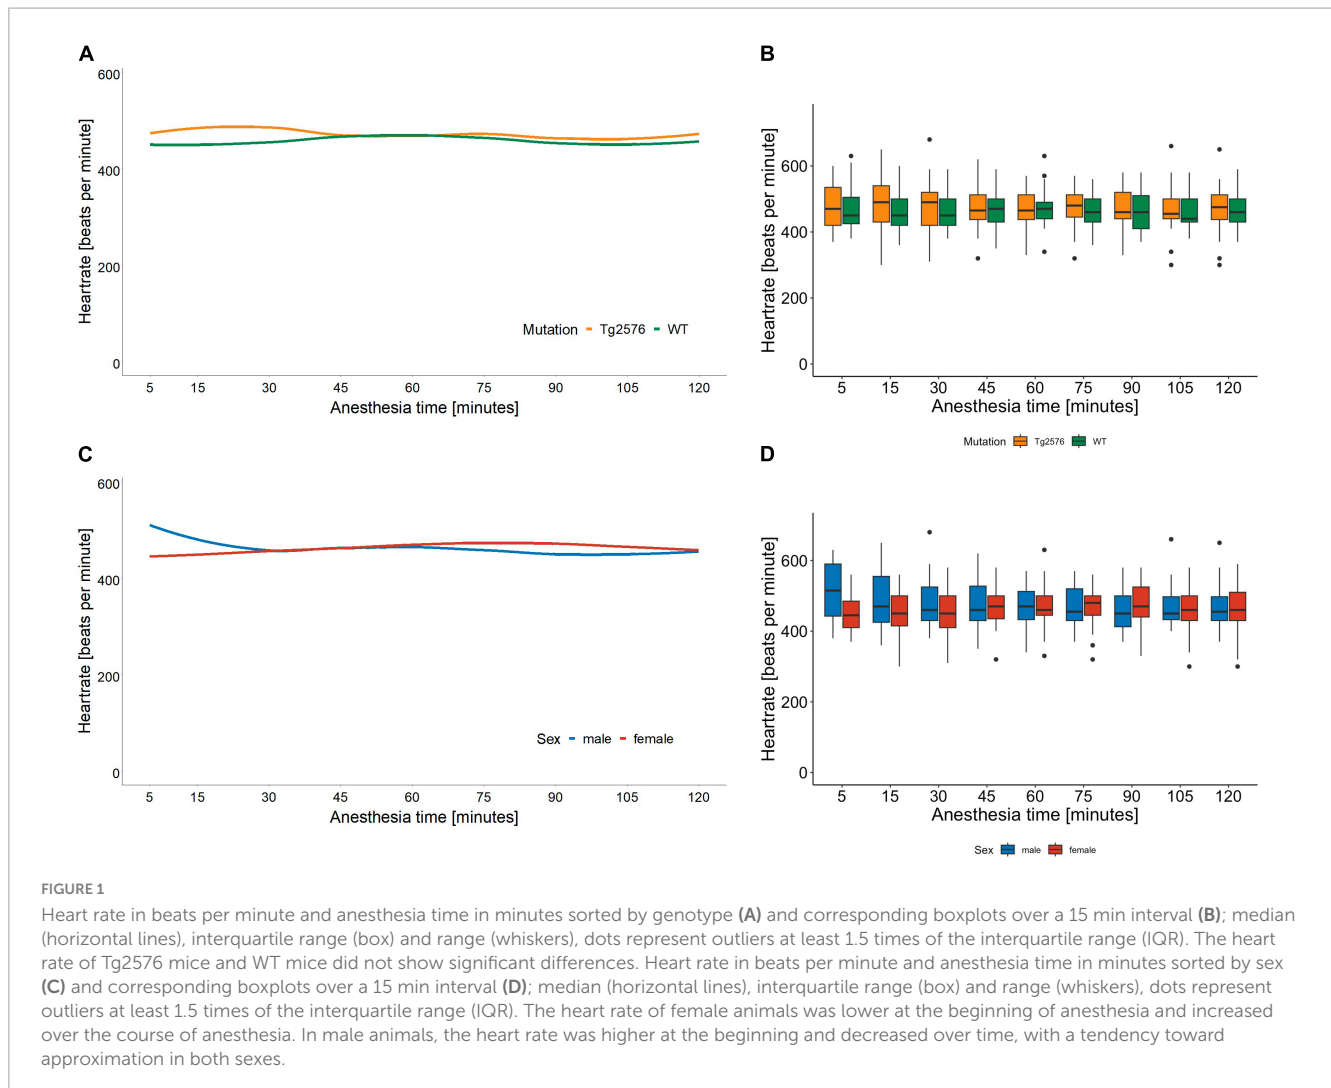 A
600
400
200
0
Heartrate [beats per minute]
Mutation Tg2576 WT
5 15 30 45 60 75 90 105 120
Anesthesia time [minutes]
B
600
400
200
0
Heartrate [beats per minute]
5 15 30 45 60 75 90 105 120
Anesthesia time [minutes]
Mutation Tg2576 WT
C
600
400
200
0
Heartrate [beats per minute]
Sex male female
5 15 30 45 60 75 90 105 120
Anesthesia time [minutes]
D
600
400
200
0
Heartrate [beats per minute]
5 15 30 45 60 75 90 105 120
Anesthesia time [minutes]
Sex male female
FIGURE 1
Heart rate in beats per minute and anesthesia time in minutes sorted by genotype (A) and corresponding boxplots over a 15 min interval (B); median
(horizontal lines), interquartile range (box) and range (whiskers), dots represent outliers at least 1.5 times of the interquartile range (IQR). The heart
rate of Tg2576 mice and WT mice did not show significant differences. Heart rate in beats per minute and anesthesia time in minutes sorted by sex
(C) and corresponding boxplots over a 15 min interval (D); median (horizontal lines), interquartile range (box) and range (whiskers), dots represent
outliers at least 1.5 times of the interquartile range (IQR). The heart rate of female animals was lower at the beginning of anesthesia and increased
over the course of anesthesia. In male animals, the heart rate was higher at the beginning and decreased over time, with a tendency toward
approximation in both sexes.